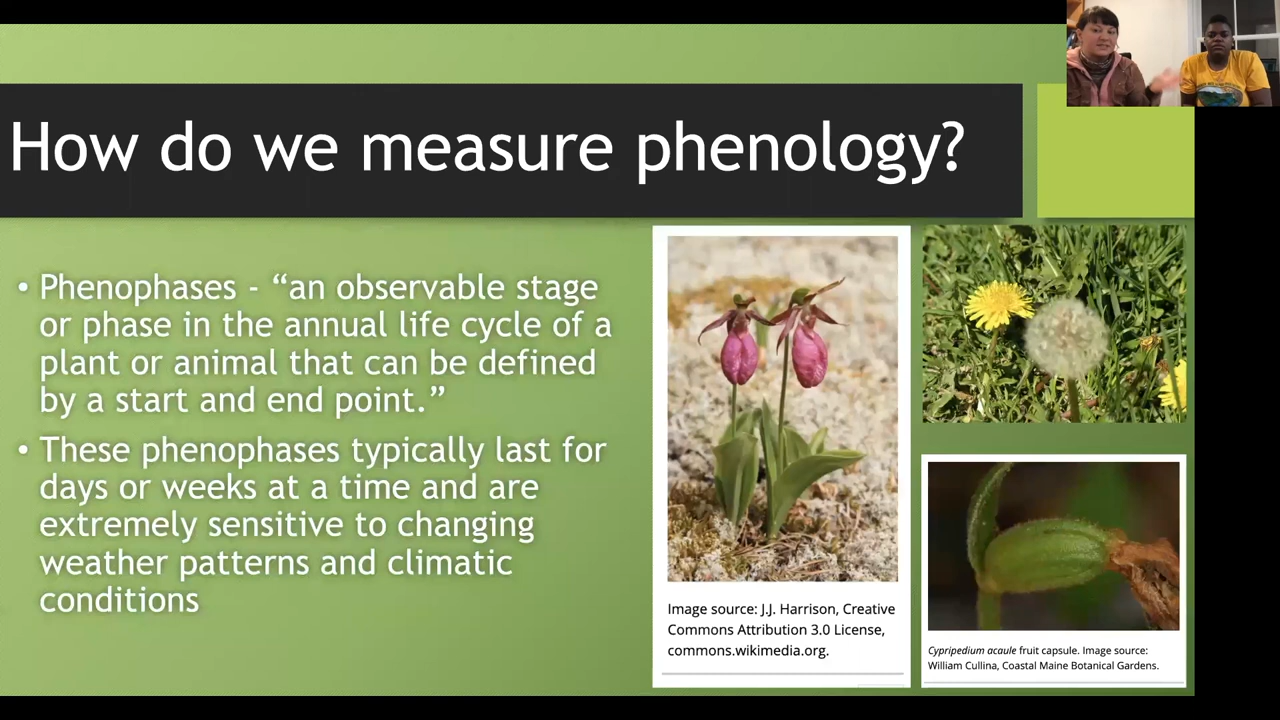 How do we measure phenology?
• Phenophases - “an observable stage
or phase in the annual life cycle of a
plant or animal that can be defined
by a start and end point.”
• These phenophases typically last for
days or weeks at a time and are
extremely sensitive to changing
weather patterns and climatic
conditions
Image source: J.J. Harrison, Creative
Commons Attribution 3.0 License,
commons.wikimedia.org.
Cypripedium acaule fruit capsule. Image source:
William Cullina, Coastal Maine Botanical Gardens.